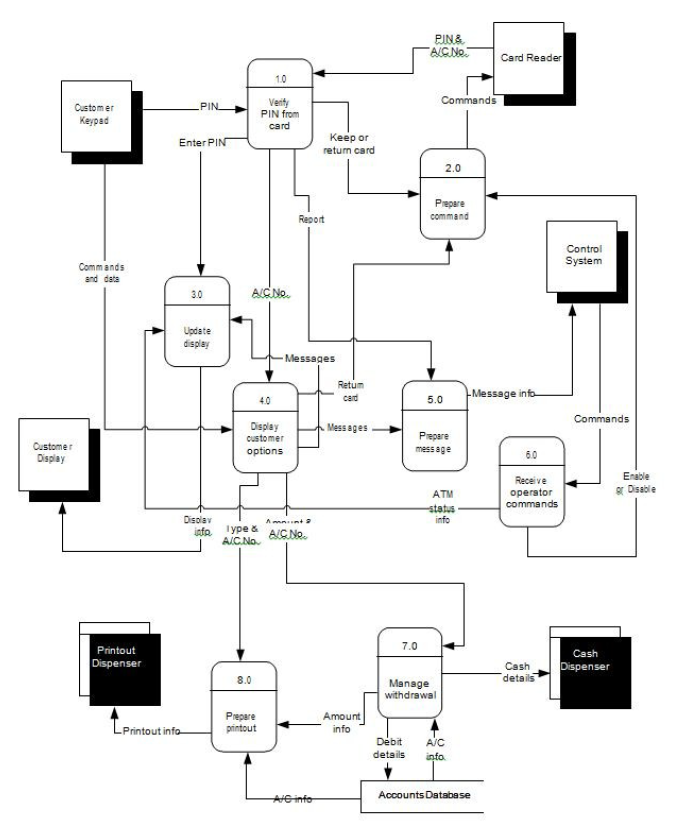 PIN &
A/C No.
Card Reader
1.0
Verify
PIN from
card
Customer
Keypad
PIN
Commands
Enter PIN
Keep or
return card
2.0
Prepare
command
Report
Control
System
Commands
and data
3.0
Update
display
A/C No.
Messages
Return
card
4.0
Display
customer
options
5.0
Prepare
message
Message info
Messages
Commands
Customer
Display
6.0
Receive
operator
commands
Enable
or Disable
ATM
status
info
Display
info
Type &
A/C No.
Amount &
A/C No.
Printout
Dispenser
7.0
Manage
withdrawal
Cash
details
Cash
Dispenser
8.0
Prepare
printout
Printout info
Amount
info
Debit
details
A/C
info
A/C info
Accounts Database